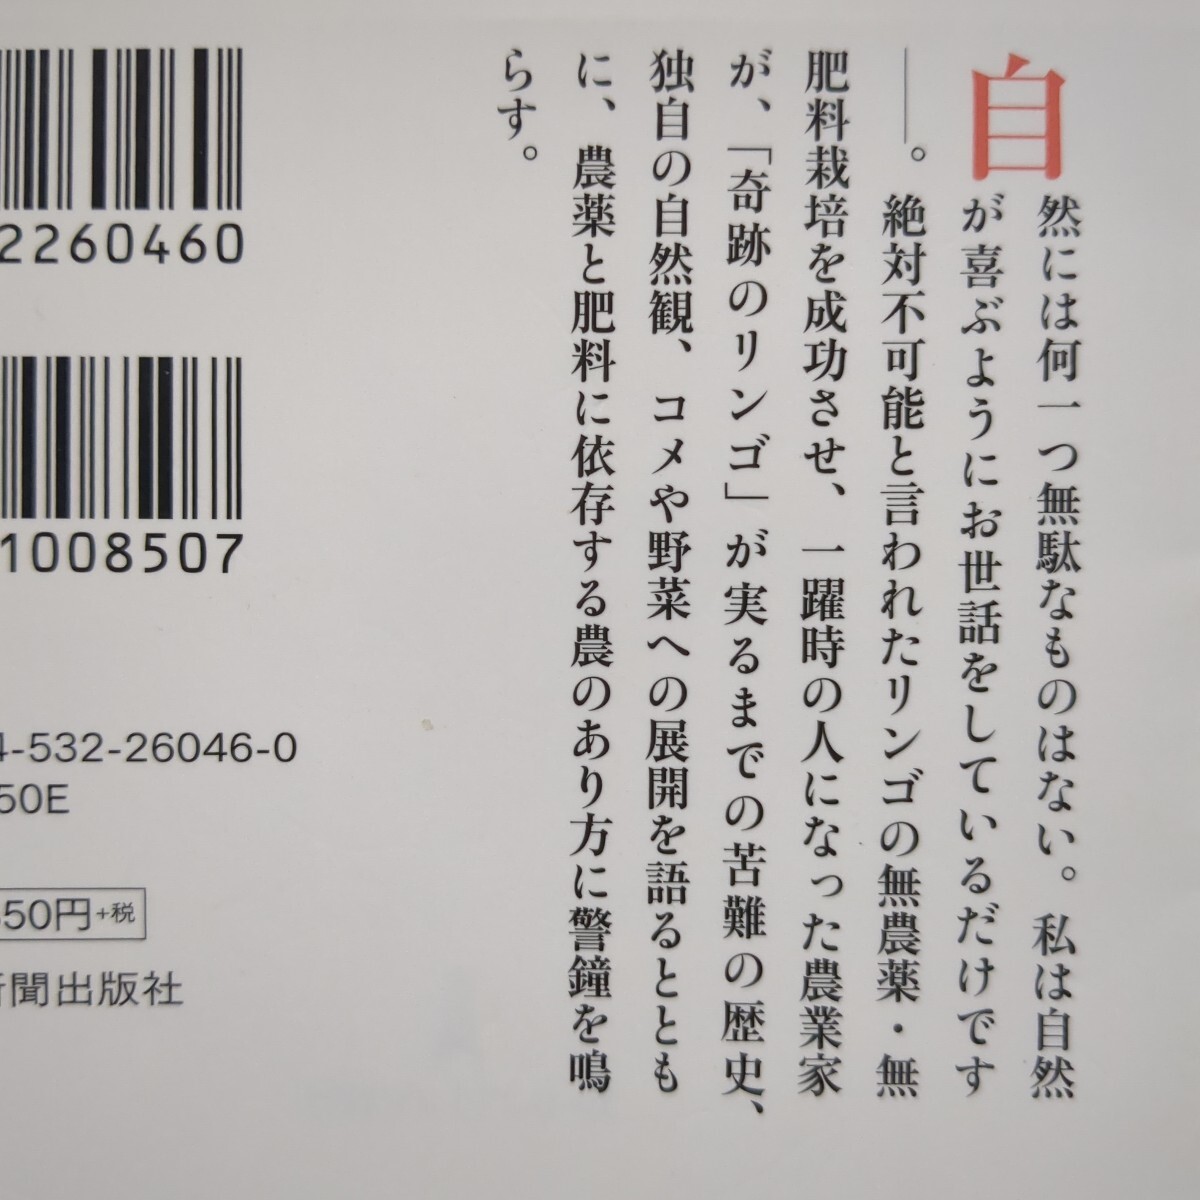 自然には何一つ無駄なものはない。私は自然
が喜ぶようにお世話をしているだけです
――。絶対不可能と言われたリンゴの無農薬・無
肥料栽培を成功させ、一躍時の人になった農業家
が、「奇跡のリンゴ」が実るまでの苦難の歴史、
独自の自然観、コメや野菜への展開を語るととも
に、農薬と肥料に依存する農のあり方に警鐘を鳴
らす。
2260460
1008507
4-532-26046-0
50E
50円+税
聞出版社